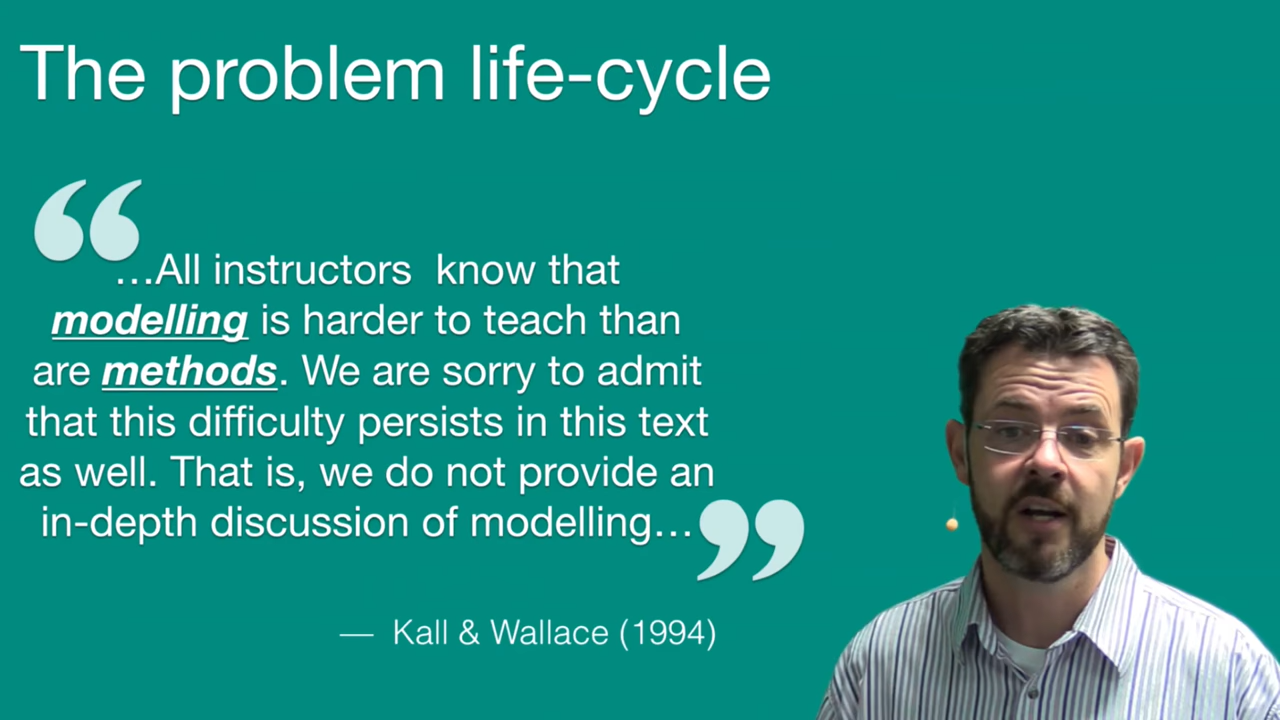 The problem life-cycle
“
…All instructors  know that
modelling is harder to teach than
are methods. We are sorry to admit
that this difficulty persists in this text
as well. That is, we do not provide an
in-depth discussion of modelling…
”
— Kall & Wallace (1994)